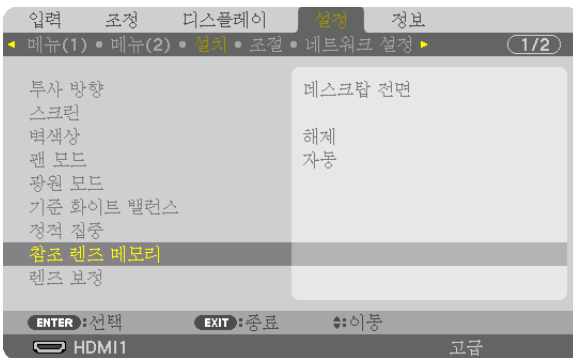 입력 조정 디스플레이 설정 정보
메뉴(1) • 메뉴(2) • 설치 • 조절 • 네트워크 설정 1/2
투사 방향 데스크탑 전면
스크린
벽색상 해제
팬 모드 자동
광원 모드
기준 화이트 밸런스
정적 집중
참조 렌즈 메모리
렌즈 보정
ENTER :선택 EXIT :종료 :이동
HDMI1 고급